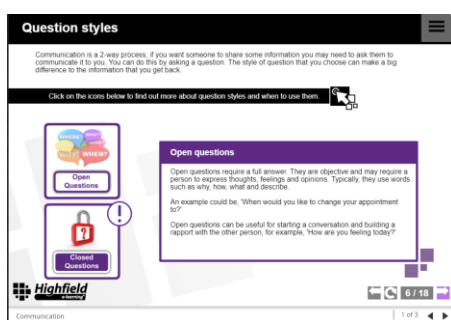 Question styles
Communication is a 2-way process, if you want someone to share some information you may need to ask them to
communicate it to you. You can do this by asking a question. The style of question that you choose can make a big
difference to the information that you get back.
Click on the icons below to find out more about question styles and when to use them.
WHERE? WHY?
WHAT? WHEN?
Open
Questions
Open questions
Open questions require a full answer. They are objective and may require a
person to express thoughts, feelings and opinions. Typically, they use words
such as why, how, what and describe.
An example could be, 'When would you like to change your appointment
to?'
Open questions can be useful for starting a conversation and building a
rapport with the other person, for example, 'How are you feeling today?'
!
?
Closed
Questions
Highfield
e-learning
6 / 18
Communication
1 of 3